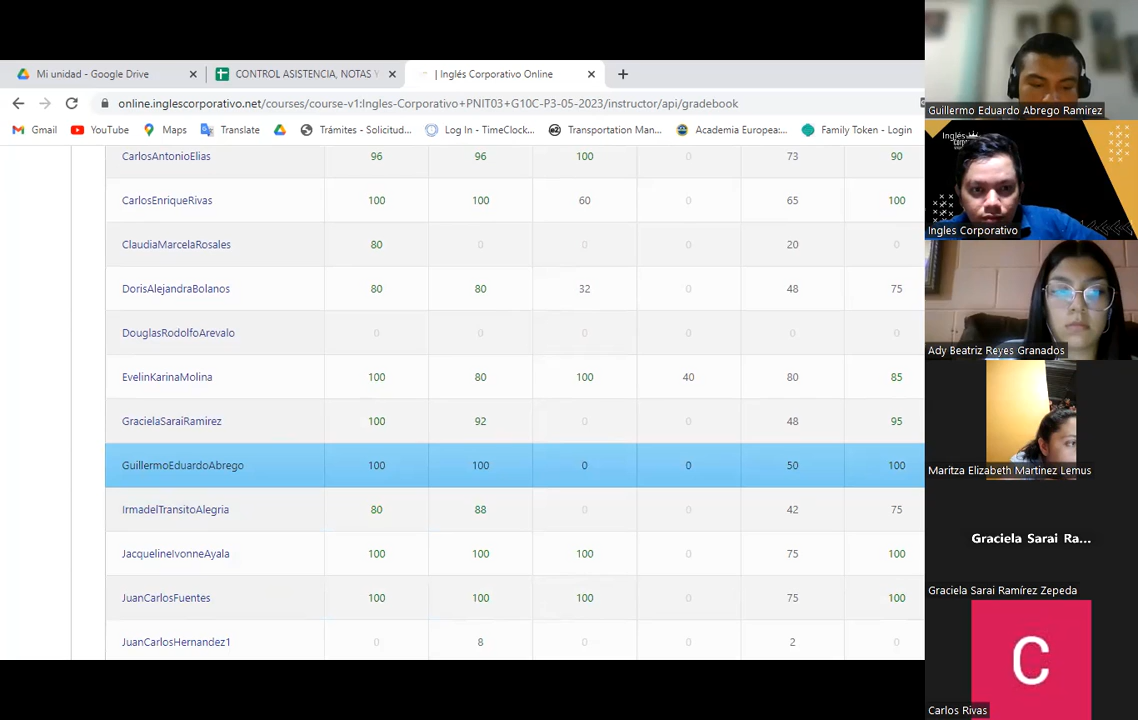 Mi unidad - Google Drive
CONTROL ASISTENCIA, NOTAS Y
| Inglés Corporativo Online
online.inglescorporativo.net/courses/course-v1:Ingles-Corporativo+PNIT03+G10C-P3-05-2023/instructor/api/gradebook
Gmail YouTube Maps Translate Trámites - Solicitud... Log In - TimeClock... Transportation Man... Academia Europea:... Family Token - Login
CarlosAntonioElias 96 96 100 0 73 90
CarlosEnriqueRivas 100 100 60 0 65 100
ClaudiaMarcelaRosales 80 0 0 0 20 0
DorisAlejandraBolanos 80 80 32 0 48 75
DouglasRodolfoArevalo 0 0 0 0 0 0
EvelinKarinaMolina 100 80 100 40 80 85
GracielaSaraiRamirez 100 92 0 0 48 95
GuillermoEduardoAbrego 100 100 0 0 50 100
IrmadelTransitoAlegria 80 88 0 0 42 75
JacquelineIvonneAyala 100 100 100 0 75 100
JuanCarlosFuentes 100 100 100 0 75 100
JuanCarlosHernandez1 0 8 0 0 2 0
Guillermo Eduardo Abrego Ramirez
Inglés
Ingles Corporativo
Ady Beatriz Reyes Granados
Maritza Elizabeth Martinez Lemus
Graciela Sarai Ra...
Graciela Sarai Ramírez Zepeda
C
Carlos Rivas